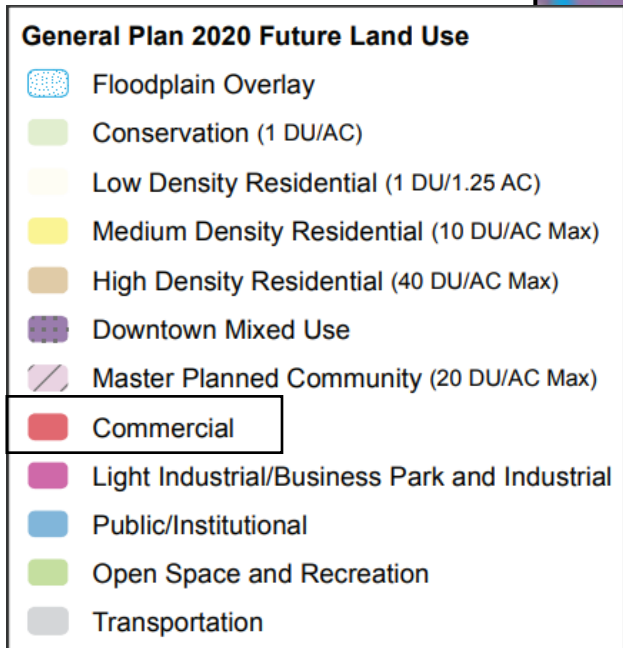 General Plan 2020 Future Land Use
Floodplain Overlay
Conservation (1 DU/AC)
Low Density Residential (1 DU/1.25 AC)
Medium Density Residential (10 DU/AC Max)
High Density Residential (40 DU/AC Max)
Downtown Mixed Use
Master Planned Community (20 DU/AC Max)
Commercial
Light Industrial/Business Park and Industrial
Public/Institutional
Open Space and Recreation
Transportation